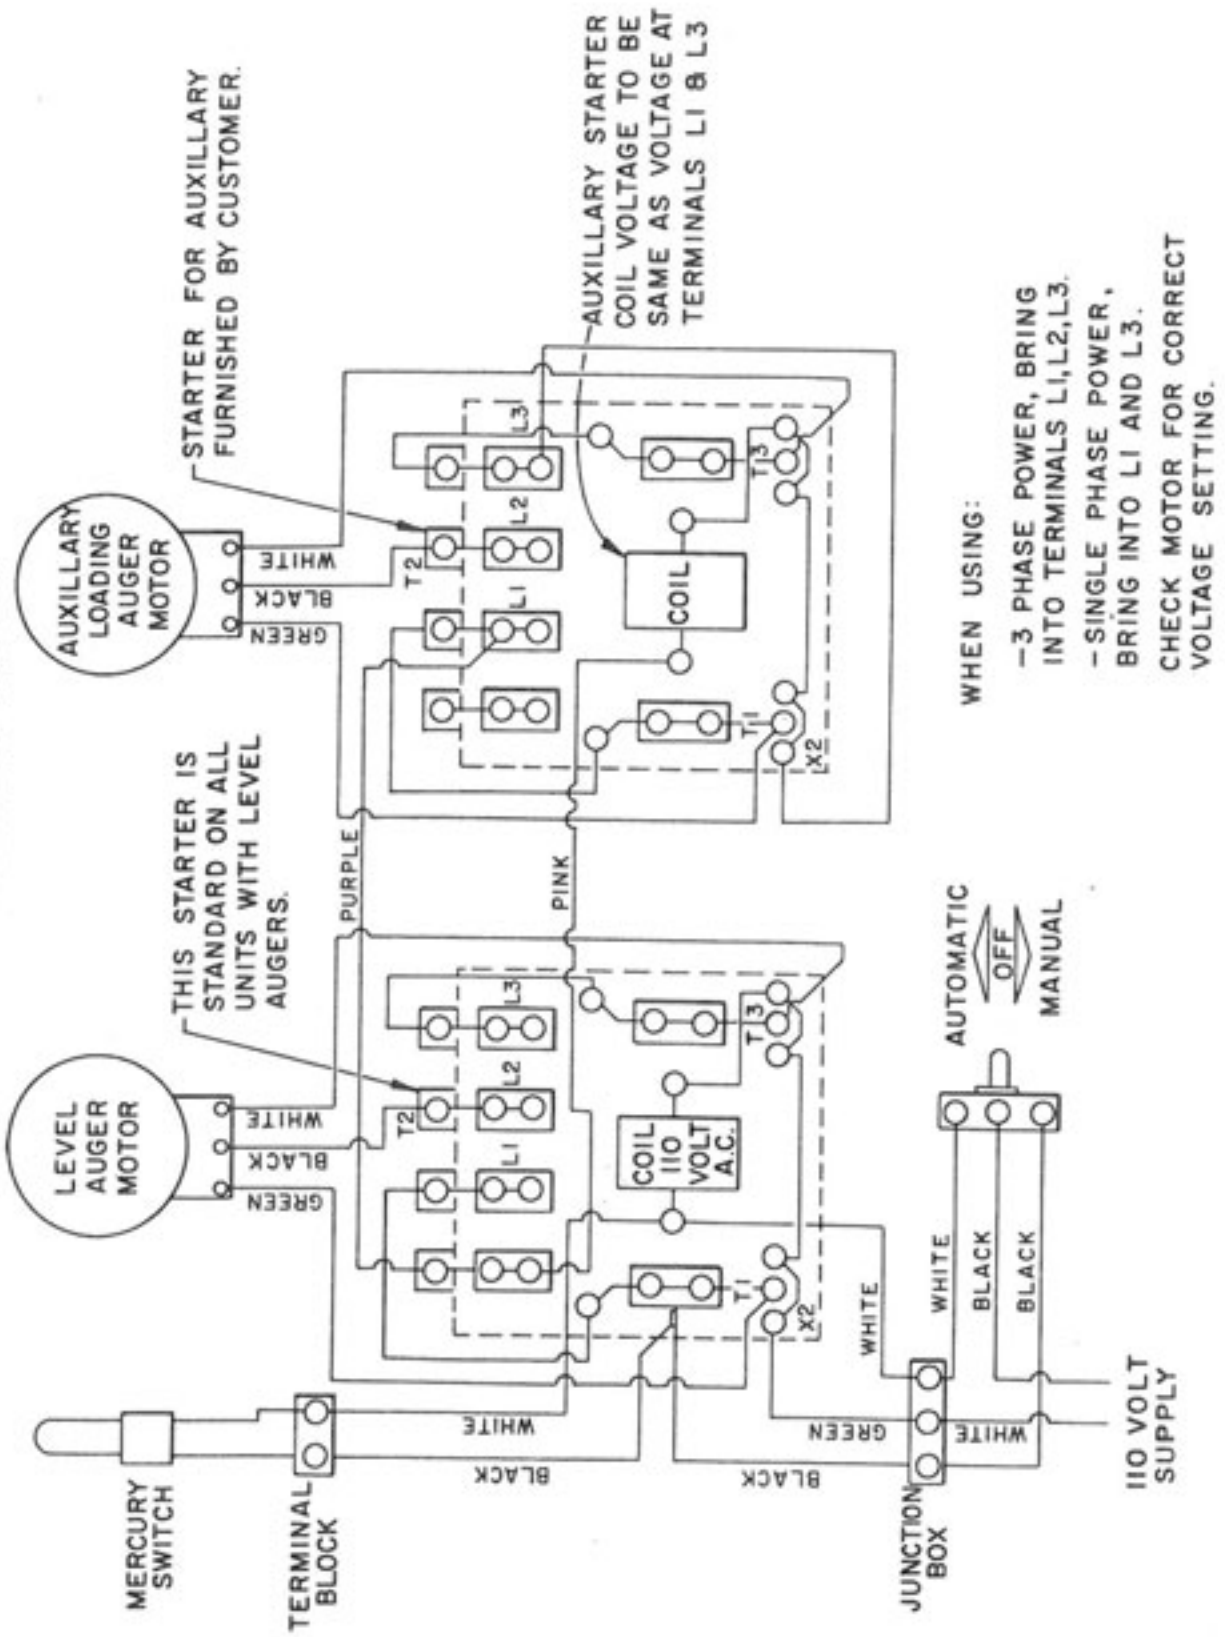 MERCURY
SWITCH
TERMINAL
BLOCK
LEVEL
AUGER
MOTOR
GREEN
BLACK
WHITE
THIS STARTER IS
STANDARD ON ALL
UNITS WITH LEVEL
AUGERS.
AUXILLARY
LOADING
AUGER
MOTOR
GREEN
BLACK
WHITE
STARTER FOR AUXILLARY
FURNISHED BY CUSTOMER.
T2
L1
L2
L3
COIL
110
VOLT
A.C.
T1
T3
X2
PURPLE
PINK
T2
L1
L2
L3
COIL
T1
T3
X2
AUXILLARY STARTER
COIL VOLTAGE TO BE
SAME AS VOLTAGE AT
TERMINALS L1 & L3
WHITE
BLACK
BLACK
GREEN
WHITE
JUNCTION
BOX
WHITE
WHITE
BLACK
BLACK
110 VOLT
SUPPLY
AUTOMATIC
OFF
MANUAL
WHEN USING:
-3 PHASE POWER, BRING
INTO TERMINALS L1,L2,L3.
-SINGLE PHASE POWER,
BRING INTO L1 AND L3.
CHECK MOTOR FOR CORRECT
VOLTAGE SETTING.